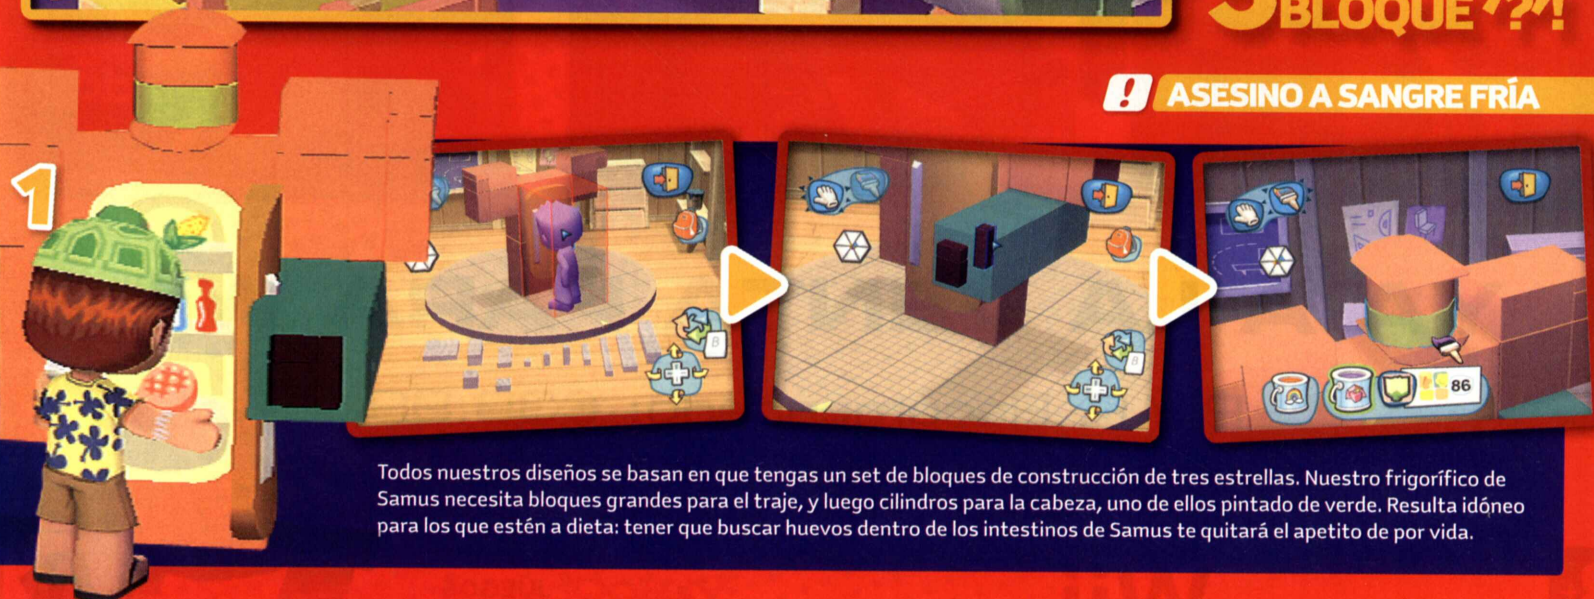 BLOQUE"?"!
! ASESINO A SANGRE FRÍA
1
B
B
86
Todos nuestros diseños se basan en que tengas un set de bloques de construcción de tres estrellas. Nuestro frigorífico de
Samus necesita bloques grandes para el traje, y luego cilindros para la cabeza, uno de ellos pintado de verde. Resulta idóneo
para los que estén a dieta: tener que buscar huevos dentro de los intestinos de Samus te quitará el apetito de por vida.